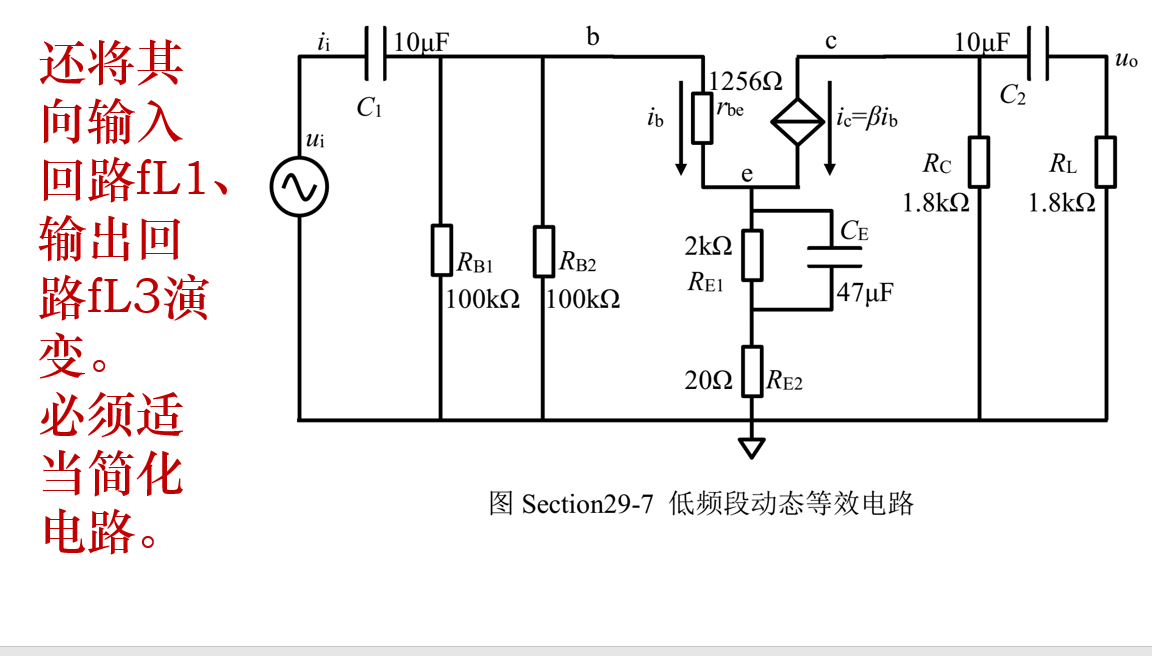 还将其
向输入
回路fL1、
输出回
路fL3演
变。
必须适
当简化
电路。
ii
10μF
b
c
10μF
uo
C1
C2
1256Ω
rbe
ib
ic=βib
ui
e
RC
1.8kΩ
RL
1.8kΩ
2kΩ
RE1
CE
47μF
RB1
100kΩ
RB2
100kΩ
20Ω
RE2
图 Section29-7 低频段动态等效电路